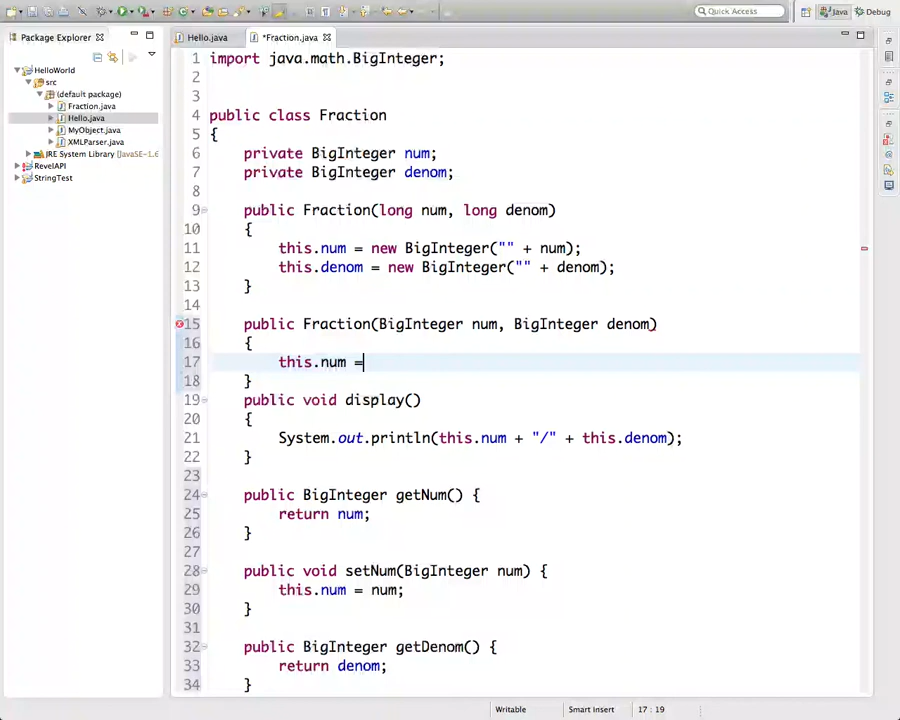 Quick Access
Java
Debug
Package Explorer
Hello.java
*Fraction.java
HelloWorld
src
(default package)
Fraction.java
Hello.java
MyObject.java
XMLParser.java
JRE System Library [JavaSE-1.6
RevelAPI
StringTest
1 import java.math.BigInteger;
2
3
4 public class Fraction
5 {
6 private BigInteger num;
7 private BigInteger denom;
8
9 public Fraction(long num, long denom)
10 {
11 this.num = new BigInteger("" + num);
12 this.denom = new BigInteger("" + denom);
13 }
14
15 public Fraction(BigInteger num, BigInteger denom)
16 {
17 this.num =
18 }
19 public void display()
20 {
21 System.out.println(this.num + "/" + this.denom);
22 }
23
24 public BigInteger getNum() {
25 return num;
26 }
27
28 public void setNum(BigInteger num) {
29 this.num = num;
30 }
31
32 public BigInteger getDenom() {
33 return denom;
34 }
Writable
Smart Insert
17 : 19